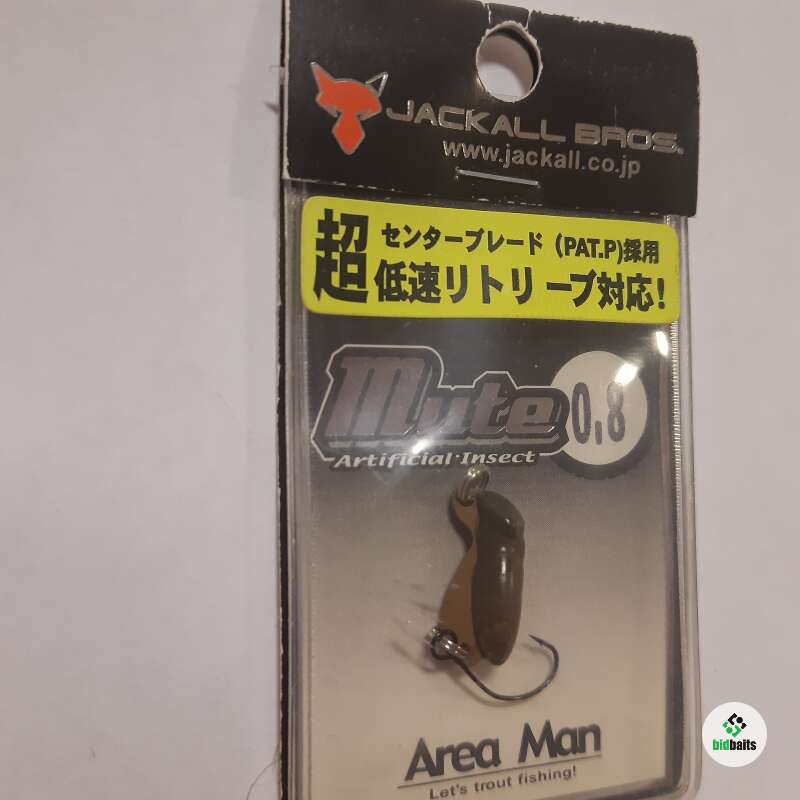 JACKALL BROS.
www.jackall.co.jp
超 センターブレード (PAT.P)採用
低速リトリーブ対応!
Mute 0.8
Artificial·Insect
Area Man
Let's trout fishing!
bidbaits